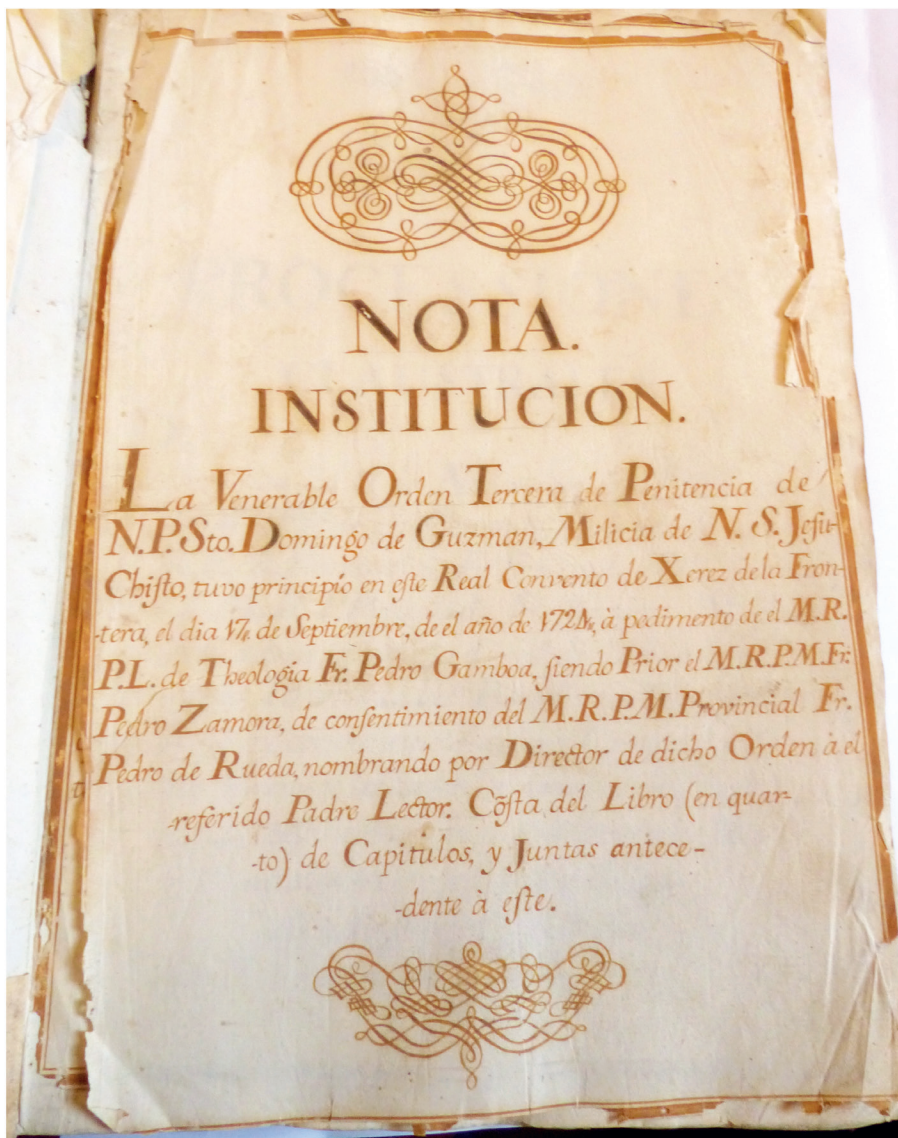 NOTA.
INSTITUCION.
La Venerable Orden Tercera de Penitencia de
N.P.Sto. Domingo de Guzman, Milicia de N. S. Jesu-
Chisto, tuvo principio en este Real Convento de Xerez de la Fron-
-tera, el dia 17, de Septiembre, de el año de 1724, à pedimento de el M.R.
P.L. de Theologia Fr. Pedro Gamboa, siendo Prior el M.R.P.M.Fr.
Pedro Zamora, de consentimiento del M.R.P.M.Provincial Fr.
Pedro de Rueda, nombrando por Director de dicho Orden à el
-referido Padre Lector. Cõsta del Libro (en quar-
-to) de Capitulos, y Juntas antece-
-dente à este.